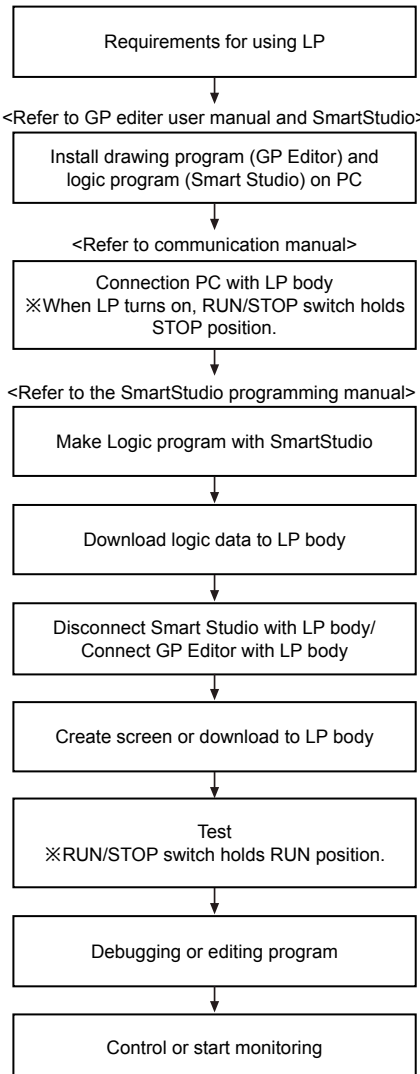 Requirements for using LP
<Refer to GP editer user manual and SmartStudio>
Install drawing program (GP Editor) and
logic program (Smart Studio) on PC
<Refer to communication manual>
Connection PC with LP body
※When LP turns on, RUN/STOP switch holds
STOP position.
<Refer to the SmartStudio programming manual>
Make Logic program with SmartStudio
Download logic data to LP body
Disconnect Smart Studio with LP body/
Connect GP Editor with LP body
Create screen or download to LP body
Test
※RUN/STOP switch holds RUN position.
Debugging or editing program
Control or start monitoring